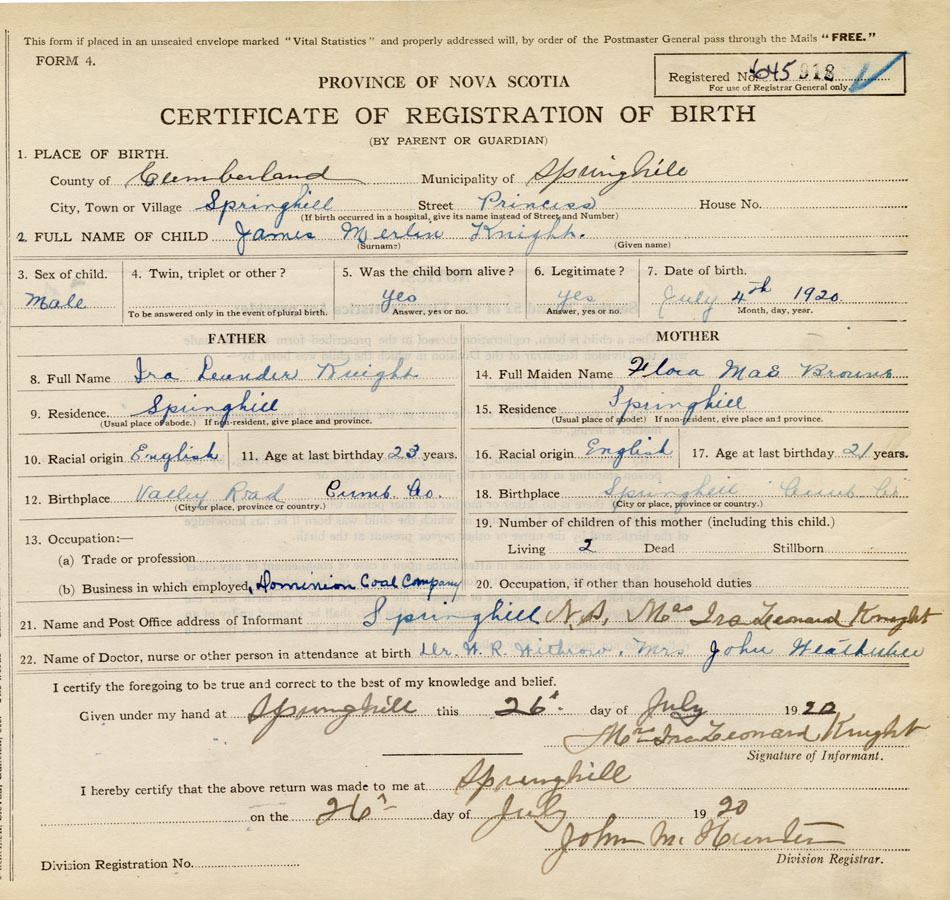 This form if placed in an unsealed envelope marked "Vital Statistics" and properly addressed will, by order of the Postmaster General pass through the Mails "FREE."
FORM 4.
Registered No. 645 918
For use of Registrar General only.
PROVINCE OF NOVA SCOTIA
CERTIFICATE OF REGISTRATION OF BIRTH
(BY PARENT OR GUARDIAN)
1. PLACE OF BIRTH.
County of Cumberland Municipality of Springhill
City, Town or Village Springhill Street Princess House No.
(If birth occurred in a hospital, give its name instead of Street and Number)
2. FULL NAME OF CHILD James Merlin Knight.
(Surname) (Given name)
3. Sex of child. 4. Twin, triplet or other? 5. Was the child born alive? 6. Legitimate? 7. Date of birth.
Male yes yes July 4th 1920
To be answered only in the event of plural birth. Answer, yes or no. Answer, yes or no. Month, day, year.
FATHER MOTHER
8. Full Name Ira Leander Knight 14. Full Maiden Name Flora Mae Browns
9. Residence. Springhill 15. Residence Springhill
(Usual place of abode.) If non-resident, give place and province. (Usual place of abode!) If non-resident, give place and province.
10. Racial origin English 11. Age at last birthday 23 years. 16. Racial origin English 17. Age at last birthday 21 years.
12. Birthplace Valley Road Cumb. Co. 18. Birthplace Springhill Cumb Co
(City or place, province or country.) (City or place, province or country.)
13. Occupation:— 19. Number of children of this mother (including this child.)
(a) Trade or profession Living 2 Dead Stillborn
(b) Business in which employed, Dominion Coal Company 20. Occupation, if other than household duties
21. Name and Post Office address of Informant Springhill N.S. Mrs Ira Leonard Knight
22. Name of Doctor, nurse or other person in attendance at birth Dr. W. R. Withrow. Mrs John
I certify the foregoing to be true and correct to the best of my knowledge and belief.
Given under my hand at Springhill this 26 day of July 1920
Mrs Ira Leonard Knight
Signature of Informant.
I hereby certify that the above return was made to me at Springhill
on the 26 day of July 1920
John M. Hunter
Division Registration No. Division Registrar.